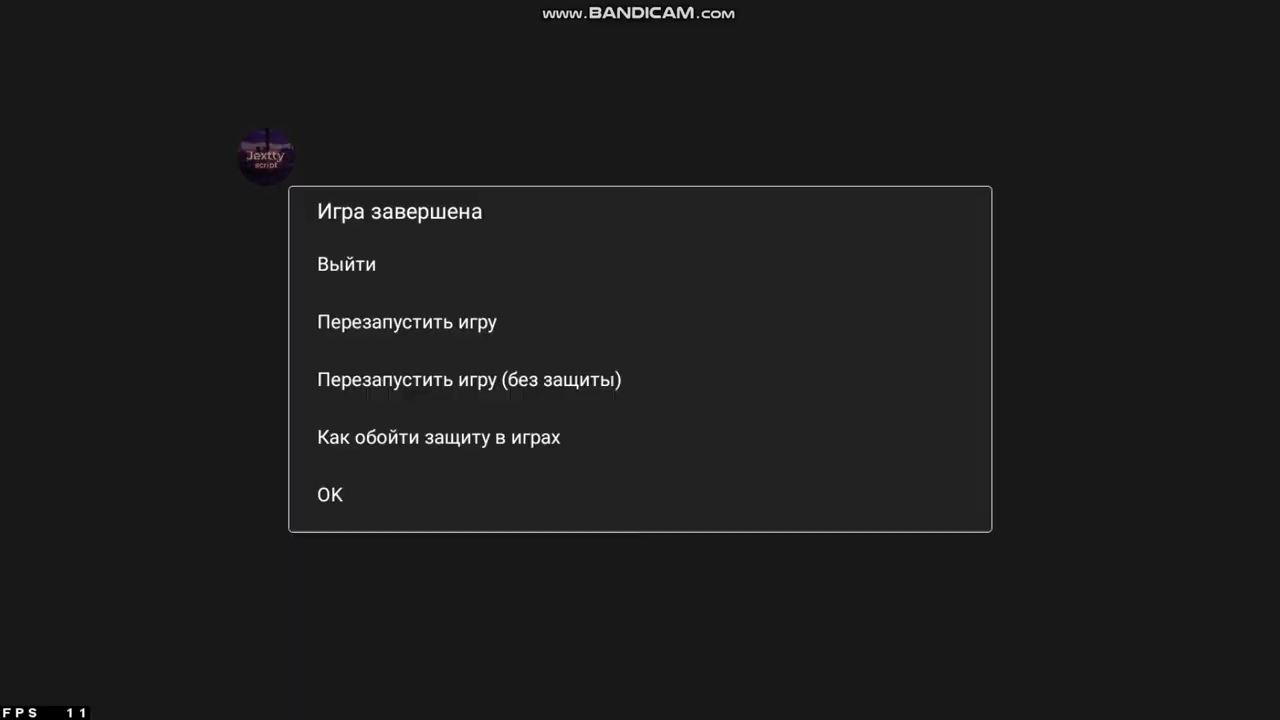 www.BANDICAM.com
Jextty
script
Игра завершена
Выйти
Перезапустить игру
Перезапустить игру (без защиты)
Как обойти защиту в играх
OK
FPS 11